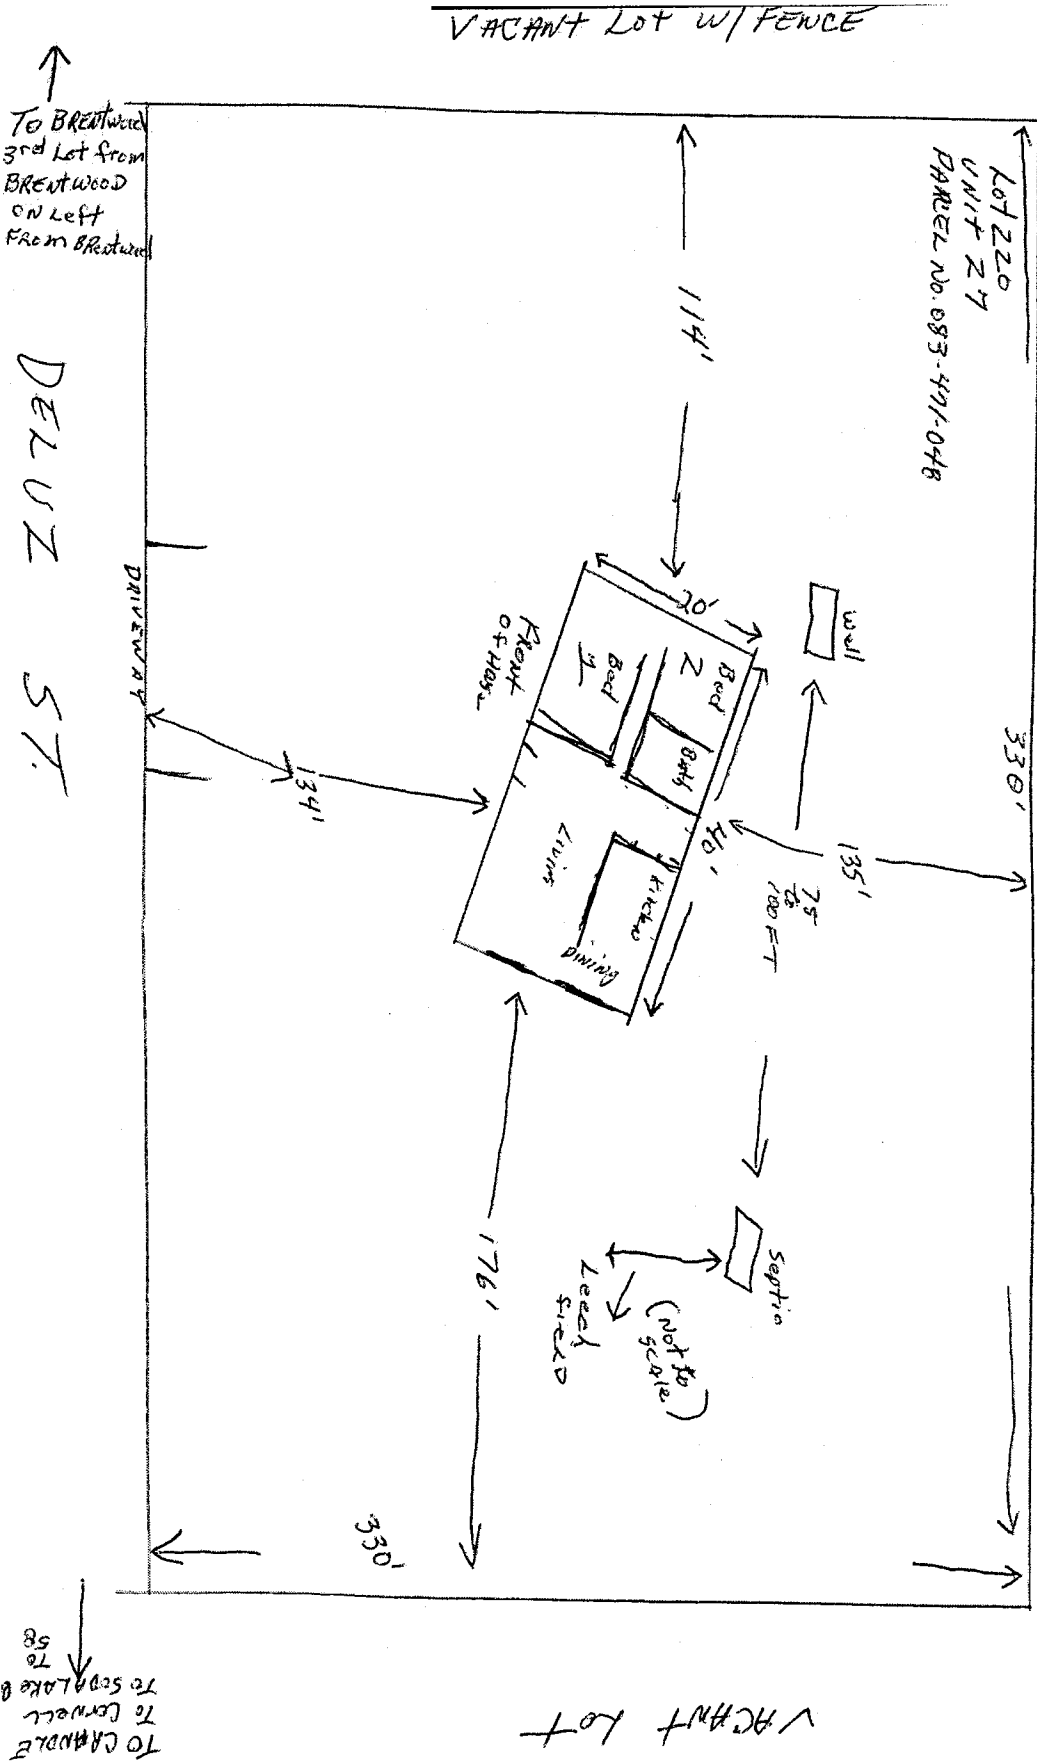 VACANT LOT W/ FENCE
TO BRENTWOOD
3rd Lot from
BRENTWOOD
ON Left
FROM BRENTWOOD
LOT 220
UNIT 27
PARCEL NO. 083-471-048
114'
330'
DELUZ ST.
DRIVEWAY
134'
FRONT
OF HOUSE
20'
40'
Bed
1
Bed
2
Bath
Living
Kitchen
DINING
Well
135'
75
to
100 FT
Septic
(Not to
scale)
Leech
FIELD
176'
330'
TO CRANDLE
TO CORNELL
TO SODA LAKE
TO
58
VACANT LOT